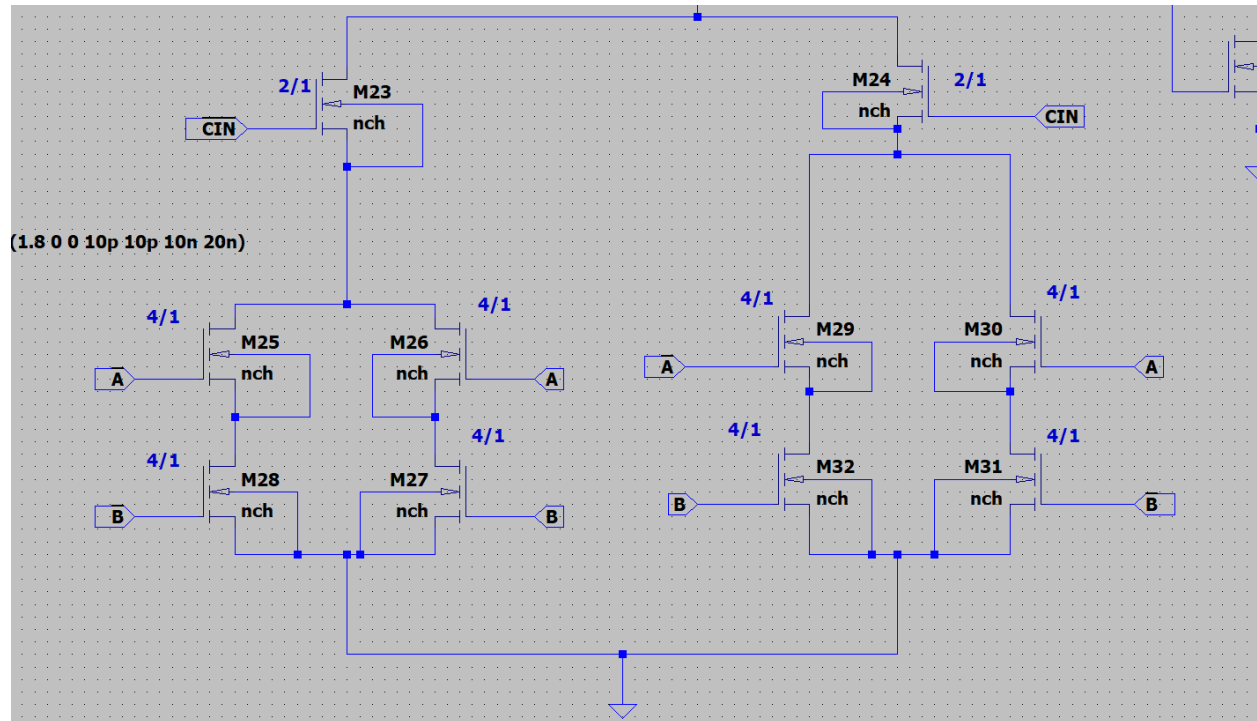 M24
2/1
2/1
M23
nch
nch
C̅I̅N̅
CIN
(1.8 0 0 10p 10p 10n 20n)
4/1
4/1
4/1
4/1
M25
M26
M29
M30
nch
nch
nch
nch
A̅
A
A̅
A
4/1
4/1
4/1
4/1
M28
M27
M32
M31
nch
nch
nch
nch
B̅
B
B
B̅